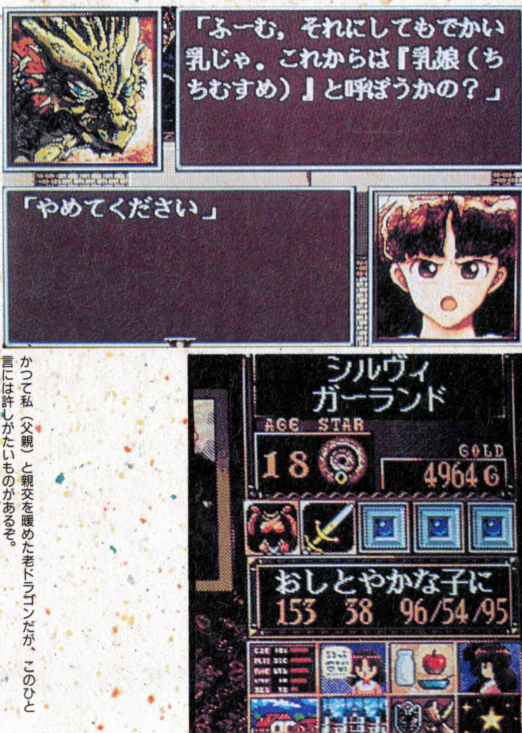 「ふーむ，それにしてもでかい
乳じゃ．これからは『乳娘（ち
ちむすめ）』と呼ぼうかの？」
「やめてください」
シルヴィ
ガーランド
AGE STAR
18
GOLD
4964 G
おしとやかな子に
153 38 96/54/95
かつて私（父親）と親交を暖めた老ドラゴンだが、このひと
言には許しがたいものがあるぞ。